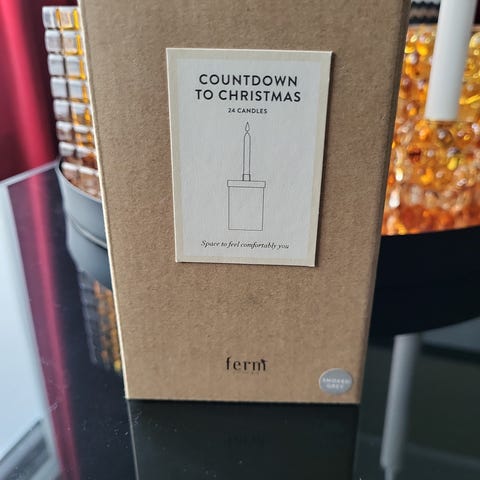 COUNTDOWN
TO CHRISTMAS
24 CANDLES
Space to feel comfortably you
ferm
SMOKED
GREY